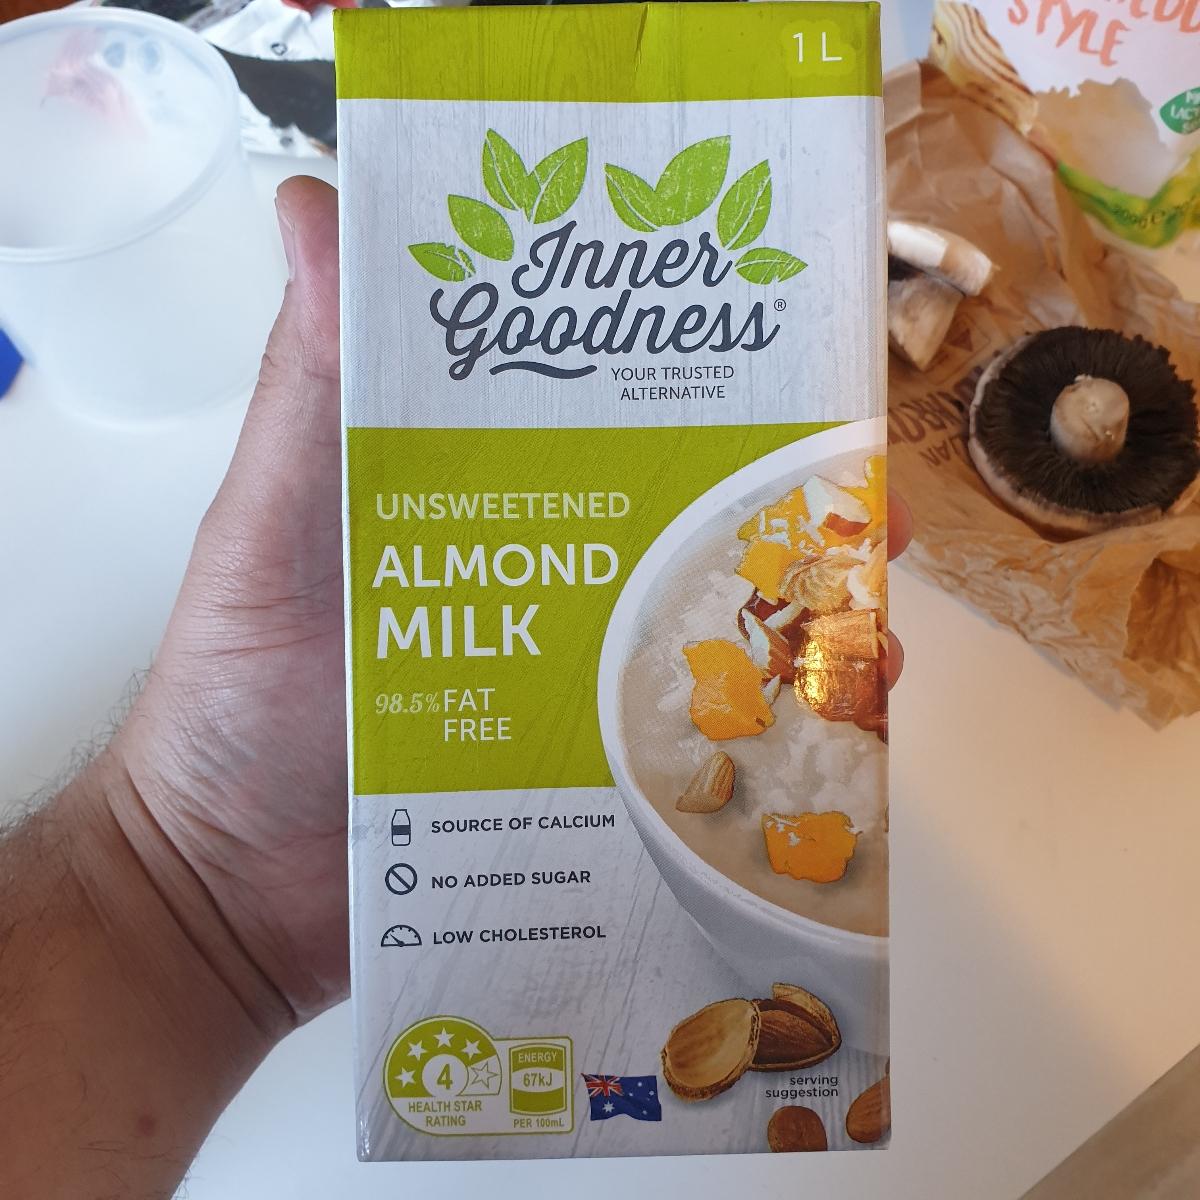 1 L
STYLE
Inner
Goodness®
YOUR TRUSTED
ALTERNATIVE
UNSWEETENED
ALMOND
MILK
98.5% FAT
FREE
SOURCE OF CALCIUM
NO ADDED SUGAR
LOW CHOLESTEROL
4
HEALTH STAR
RATING
ENERGY
67kJ
PER 100mL
serving
suggestion